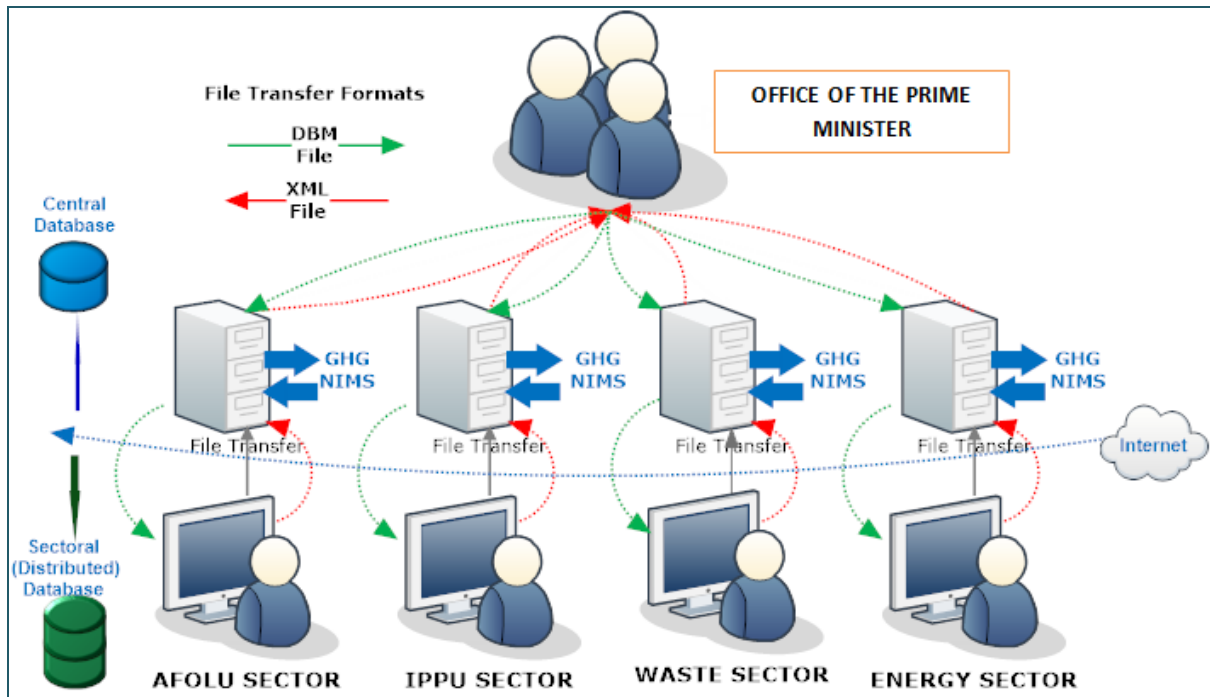 File Transfer Formats
DBM
File
XML
File
OFFICE OF THE PRIME
MINISTER
Central
Database
GHG
NIMS
GHG
NIMS
GHG
NIMS
GHG
NIMS
File Transfer
File Transfer
File Transfer
File Transfer
Internet
Sectoral
(Distributed)
Database
AFOLU SECTOR
IPPU SECTOR
WASTE SECTOR
ENERGY SECTOR